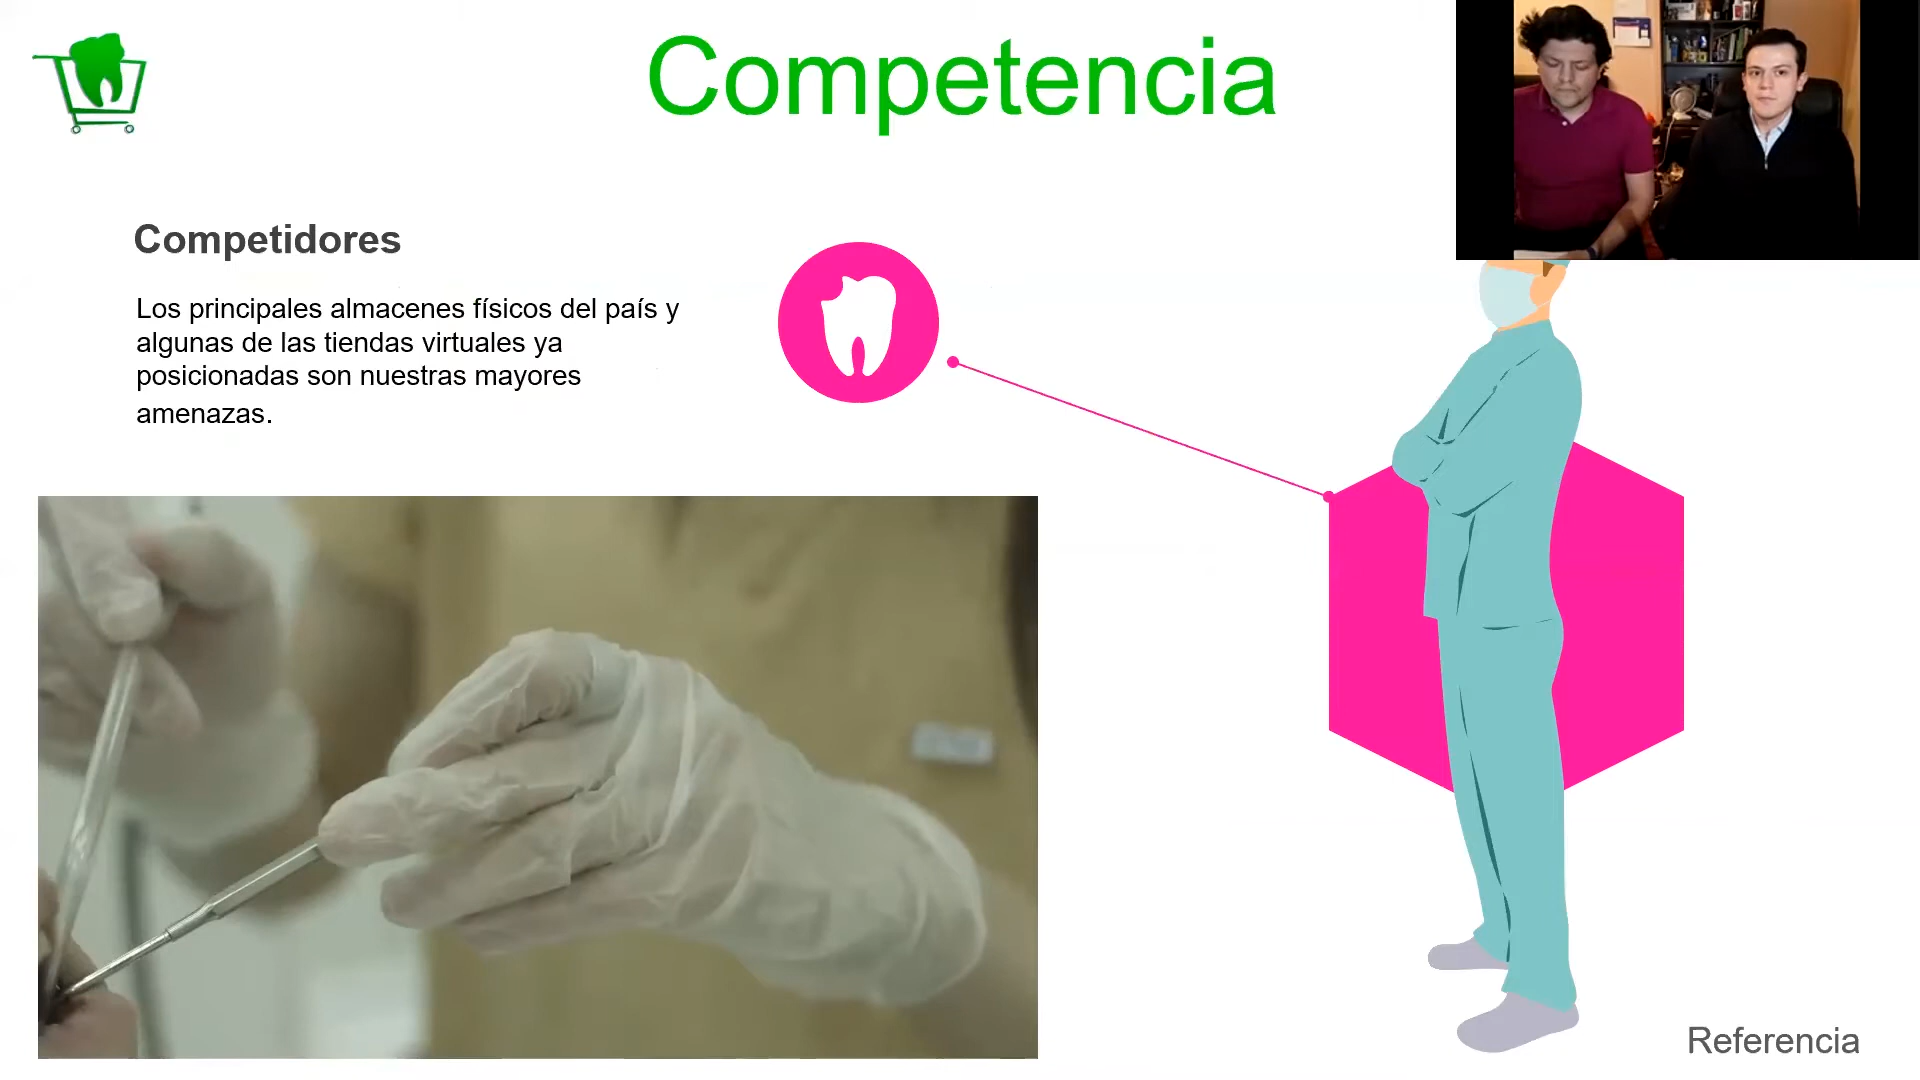 Competencia
Competidores
Los principales almacenes físicos del país y
algunas de las tiendas virtuales ya
posicionadas son nuestras mayores
amenazas.
Referencia